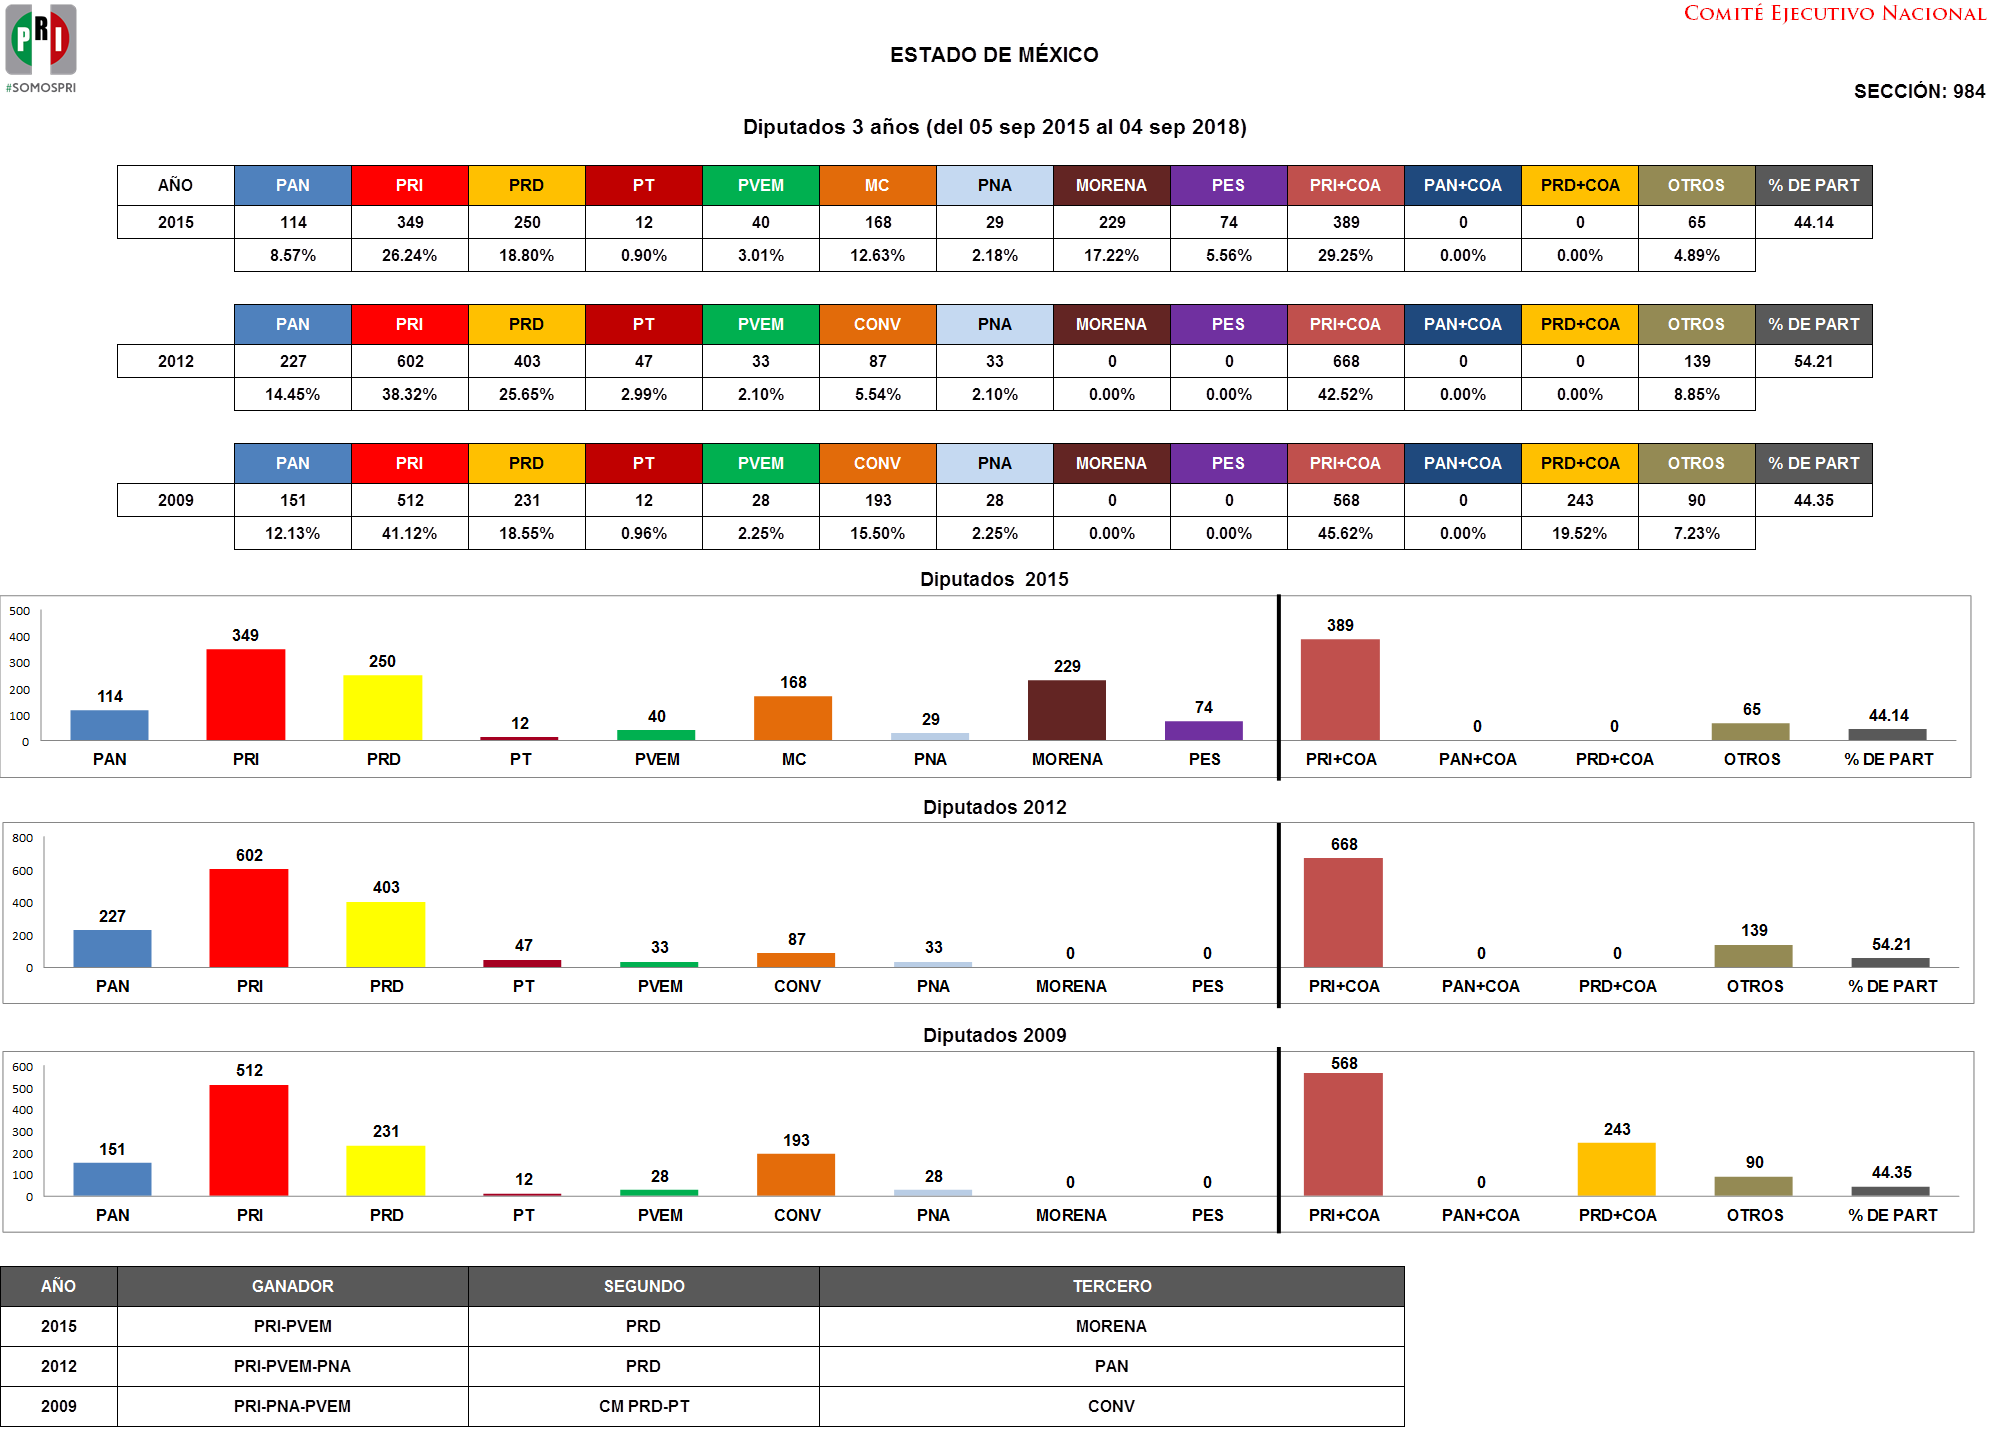 PRI
#SOMOSPRI
COMITÉ EJECUTIVO NACIONAL
ESTADO DE MÉXICO
SECCIÓN: 984
Diputados 3 años (del 05 sep 2015 al 04 sep 2018)
AÑO PAN PRI PRD PT PVEM MC PNA MORENA PES PRI+COA PAN+COA PRD+COA OTROS % DE PART
2015 114 349 250 12 40 168 29 229 74 389 0 0 65 44.14
8.57% 26.24% 18.80% 0.90% 3.01% 12.63% 2.18% 17.22% 5.56% 29.25% 0.00% 0.00% 4.89%
PAN PRI PRD PT PVEM CONV PNA MORENA PES PRI+COA PAN+COA PRD+COA OTROS % DE PART
2012 227 602 403 47 33 87 33 0 0 668 0 0 139 54.21
14.45% 38.32% 25.65% 2.99% 2.10% 5.54% 2.10% 0.00% 0.00% 42.52% 0.00% 0.00% 8.85%
PAN PRI PRD PT PVEM CONV PNA MORENA PES PRI+COA PAN+COA PRD+COA OTROS % DE PART
2009 151 512 231 12 28 193 28 0 0 568 0 243 90 44.35
12.13% 41.12% 18.55% 0.96% 2.25% 15.50% 2.25% 0.00% 0.00% 45.62% 0.00% 19.52% 7.23%
Diputados 2015
500
400
300
200
100
0
114 349 250 12 40 168 29 229 74 389 0 0 65 44.14
PAN PRI PRD PT PVEM MC PNA MORENA PES PRI+COA PAN+COA PRD+COA OTROS % DE PART
Diputados 2012
800
600
400
200
0
227 602 403 47 33 87 33 0 0 668 0 0 139 54.21
PAN PRI PRD PT PVEM CONV PNA MORENA PES PRI+COA PAN+COA PRD+COA OTROS % DE PART
Diputados 2009
600
500
400
300
200
100
0
151 512 231 12 28 193 28 0 0 568 0 243 90 44.35
PAN PRI PRD PT PVEM CONV PNA MORENA PES PRI+COA PAN+COA PRD+COA OTROS % DE PART
AÑO GANADOR SEGUNDO TERCERO
2015 PRI-PVEM PRD MORENA
2012 PRI-PVEM-PNA PRD PAN
2009 PRI-PNA-PVEM CM PRD-PT CONV